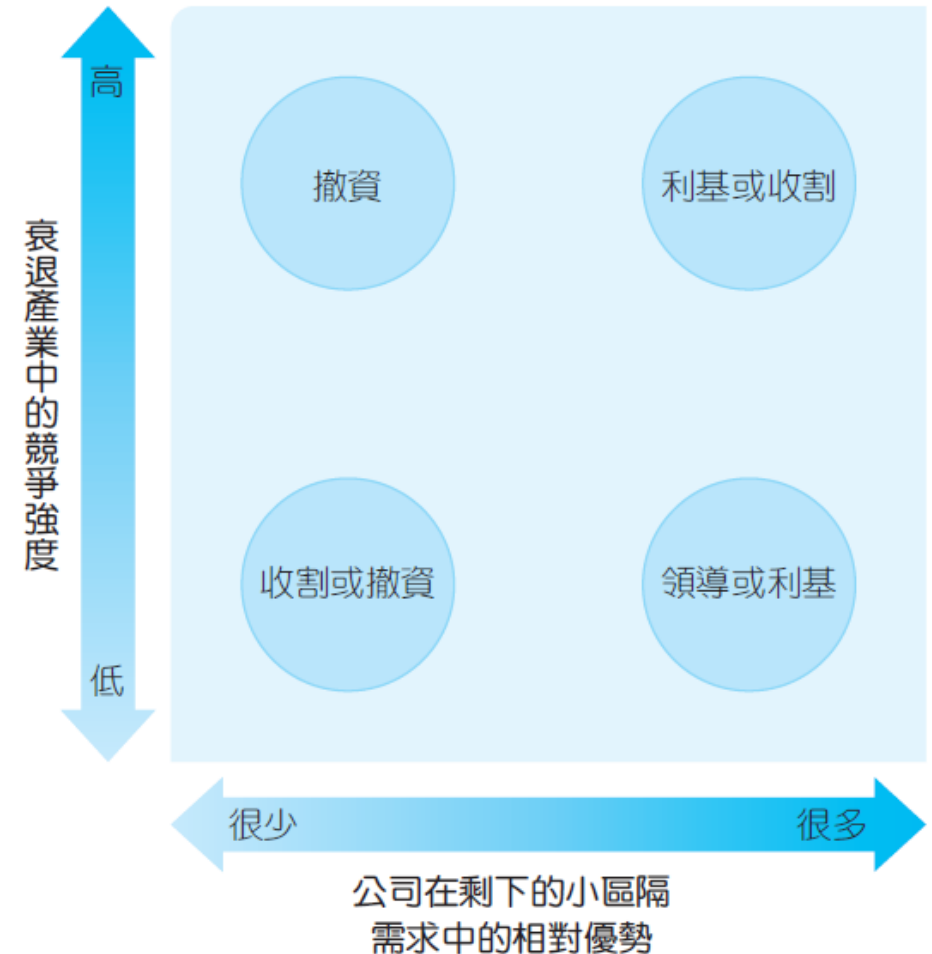 高
撤資
利基或收割
衰退產業中的競爭強度
收割或撤資
領導或利基
低
很少
很多
公司在剩下的小區隔
需求中的相對優勢